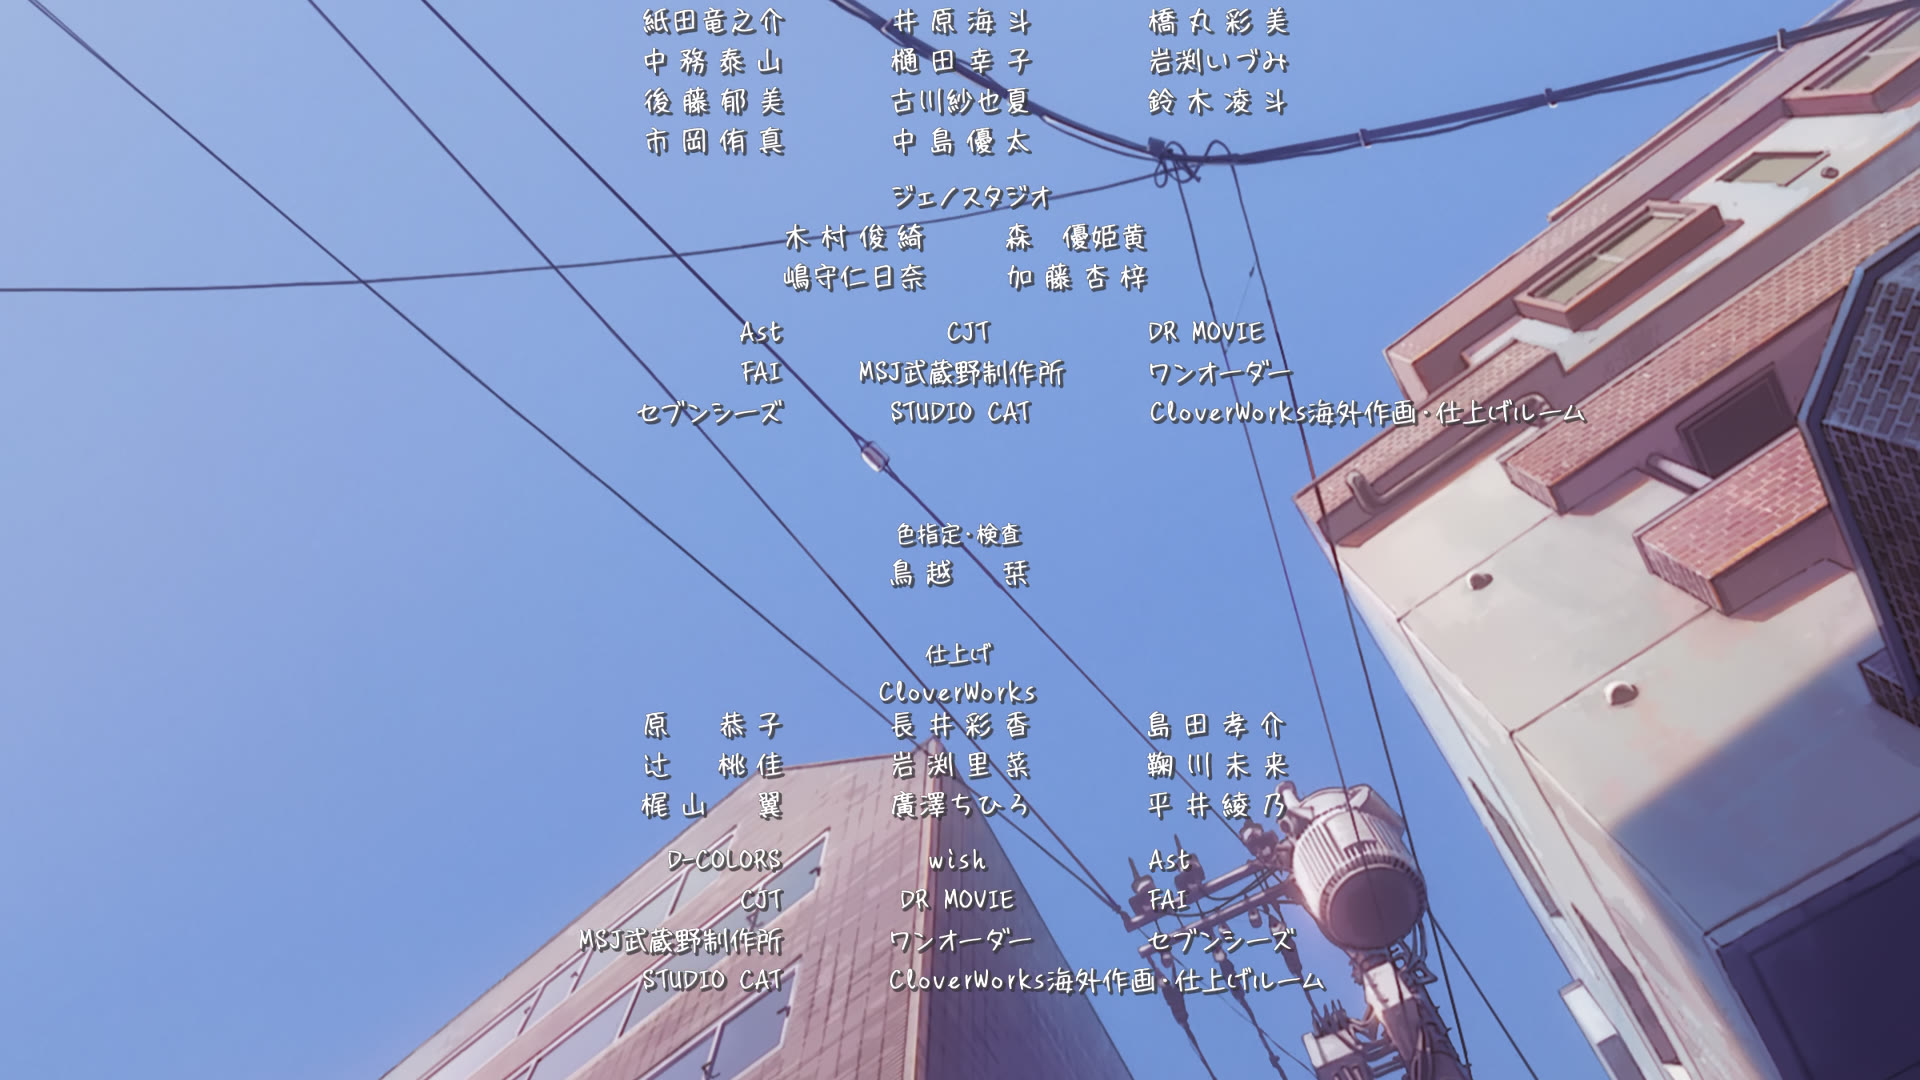 紙田竜之介 井原海斗 橋丸彩美
中務泰山 樋田幸子 岩渕いづみ
後藤郁美 古川紗也夏 鈴木凌斗
市岡侑真 中島優太
ジェノスタジオ
木村俊綺 森 優姫黄
嶋守仁日奈 加藤杏梓
Ast CJT DR MOVIE
FAI MSJ武蔵野制作所 ワンオーダー
セブンシーズ STUDIO CAT CloverWorks海外作画・仕上げルーム
色指定・検査
鳥越 栞
仕上げ
CloverWorks
原 恭子 長井彩香 島田孝介
辻 桃佳 岩渕里菜 鞠川未来
梶山 翼 廣澤ちひろ 平井綾乃
D-COLORS wish Ast
CJT DR MOVIE FAI
MSJ武蔵野制作所 ワンオーダー セブンシーズ
STUDIO CAT CloverWorks海外作画・仕上げルーム